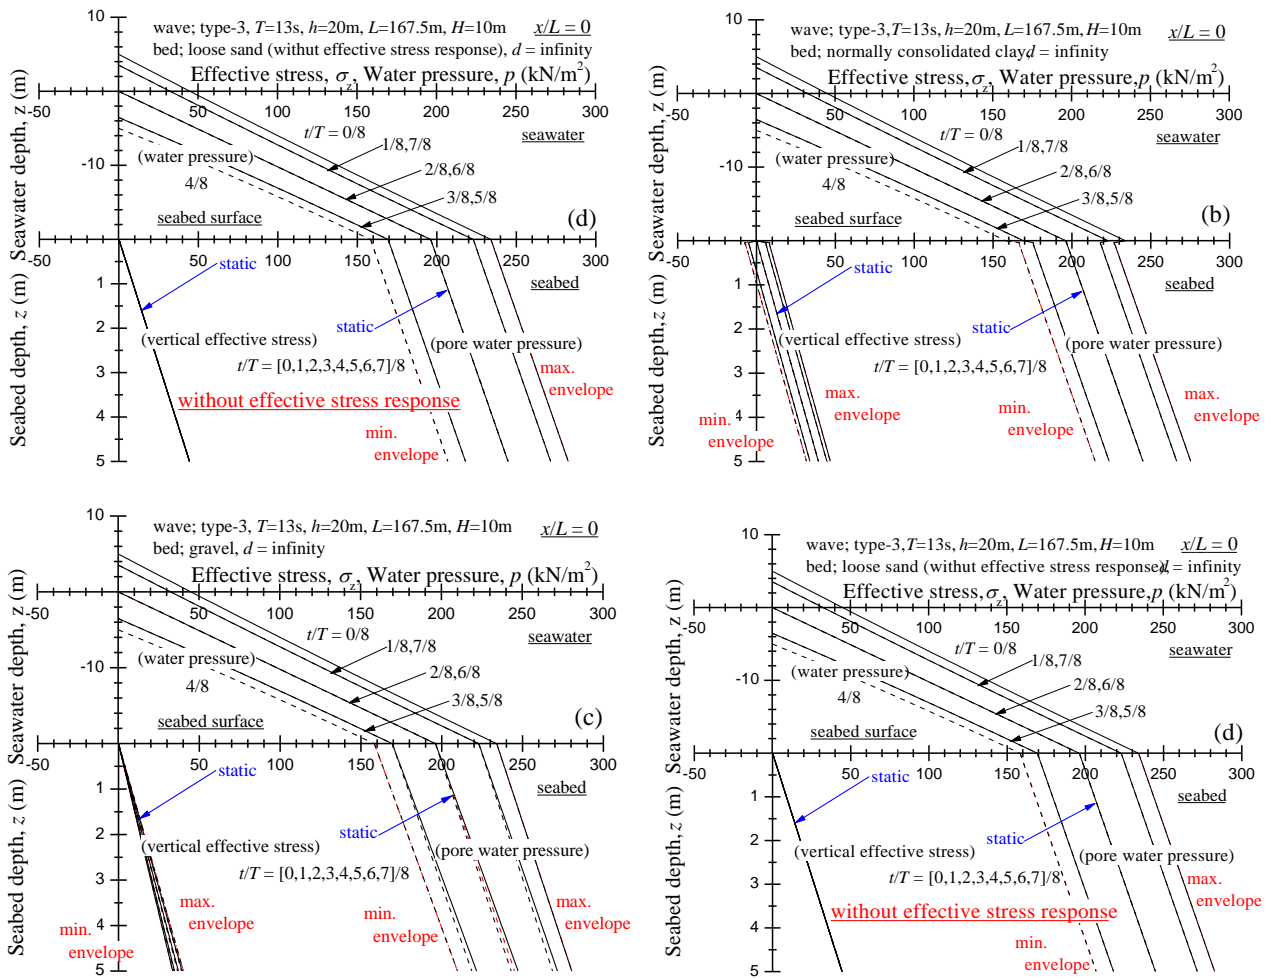 wave; type-3, T=13s, h=20m, L=167.5m, H=10m x/L = 0
bed; loose sand (withut effective stress response), d = infinity
Effective stress, σz, Water pressure, p (kN/m²)
10
-50 50 100 150 200 250 300
t/T = 0/8
seawater
1/8,7/8
-10
(water pressure)
2/8,6/8
4/8
3/8,5/8
seabed surface
(d)
Seawater depth, z (m)
-50 50 100 150 200 250 300
static
seabed
1
static
2
(vertical effective stress)
(pore water pressure)
t/T = [0,1,2,3,4,5,6,7]/8
3
max.
envelope
without effective stress response
4
min.
envelope
5
Seabed depth, z (m)
wave; type-3,T=13s, h=20m, L=167.5m, H=10m x/L = 0
bed; normally consolidated clay,d = infinity
Effective stress, σz, Water pressure, p (kN/m²)
10
-50 50 100 150 200 250 300
t/T = 0/8
seawater
1/8,7/8
-10
(water pressure)
2/8,6/8
4/8
3/8,5/8
seabed surface
(b)
Seawater depth, z (m)
-50 50 100 150 200 250 300
static
seabed
1
static
2
(vertical effective stress)
(pore water pressure)
t/T = [0,1,2,3,4,5,6,7]/8
3
max.
envelope
max.
envelope
4
min.
envelope
min.
envelope
5
Seabed depth, z (m)
wave; type-3, T=13s, h=20m, L=167.5m, H=10m x/L = 0
bed; gravel, d = infinity
Effective stress, σz, Water pressure, p (kN/m²)
10
-50 50 100 150 200 250 300
t/T = 0/8
seawater
1/8,7/8
-10
(water pressure)
2/8,6/8
4/8
3/8,5/8
seabed surface
(c)
Seawater depth, z (m)
-50 50 100 150 200 250 300
static
seabed
1
static
2
(vertical effective stress)
(pore water pressure)
t/T = [0,1,2,3,4,5,6,7]/8
3
max.
envelope
min.
envelope
max.
envelope
4
min.
envelope
5
Seabed depth, z (m)
wave; type-3,T=13s, h=20m, L=167.5m, H=10m x/L = 0
bed; loose sand (withut effective stress response), d = infinity
Effective stress, σz, Water pressure, p (kN/m²)
10
-50 50 100 150 200 250 300
t/T = 0/8
seawater
1/8,7/8
-10
(water pressure)
2/8,6/8
4/8
3/8,5/8
seabed surface
(d)
Seawater depth, z (m)
-50 50 100 150 200 250 300
static
seabed
1
static
2
(vertical effective stress)
(pore water pressure)
t/T = [0,1,2,3,4,5,6,7]/8
3
max.
envelope
without effective stress response
4
min.
envelope
5
Seabed depth, z (m)